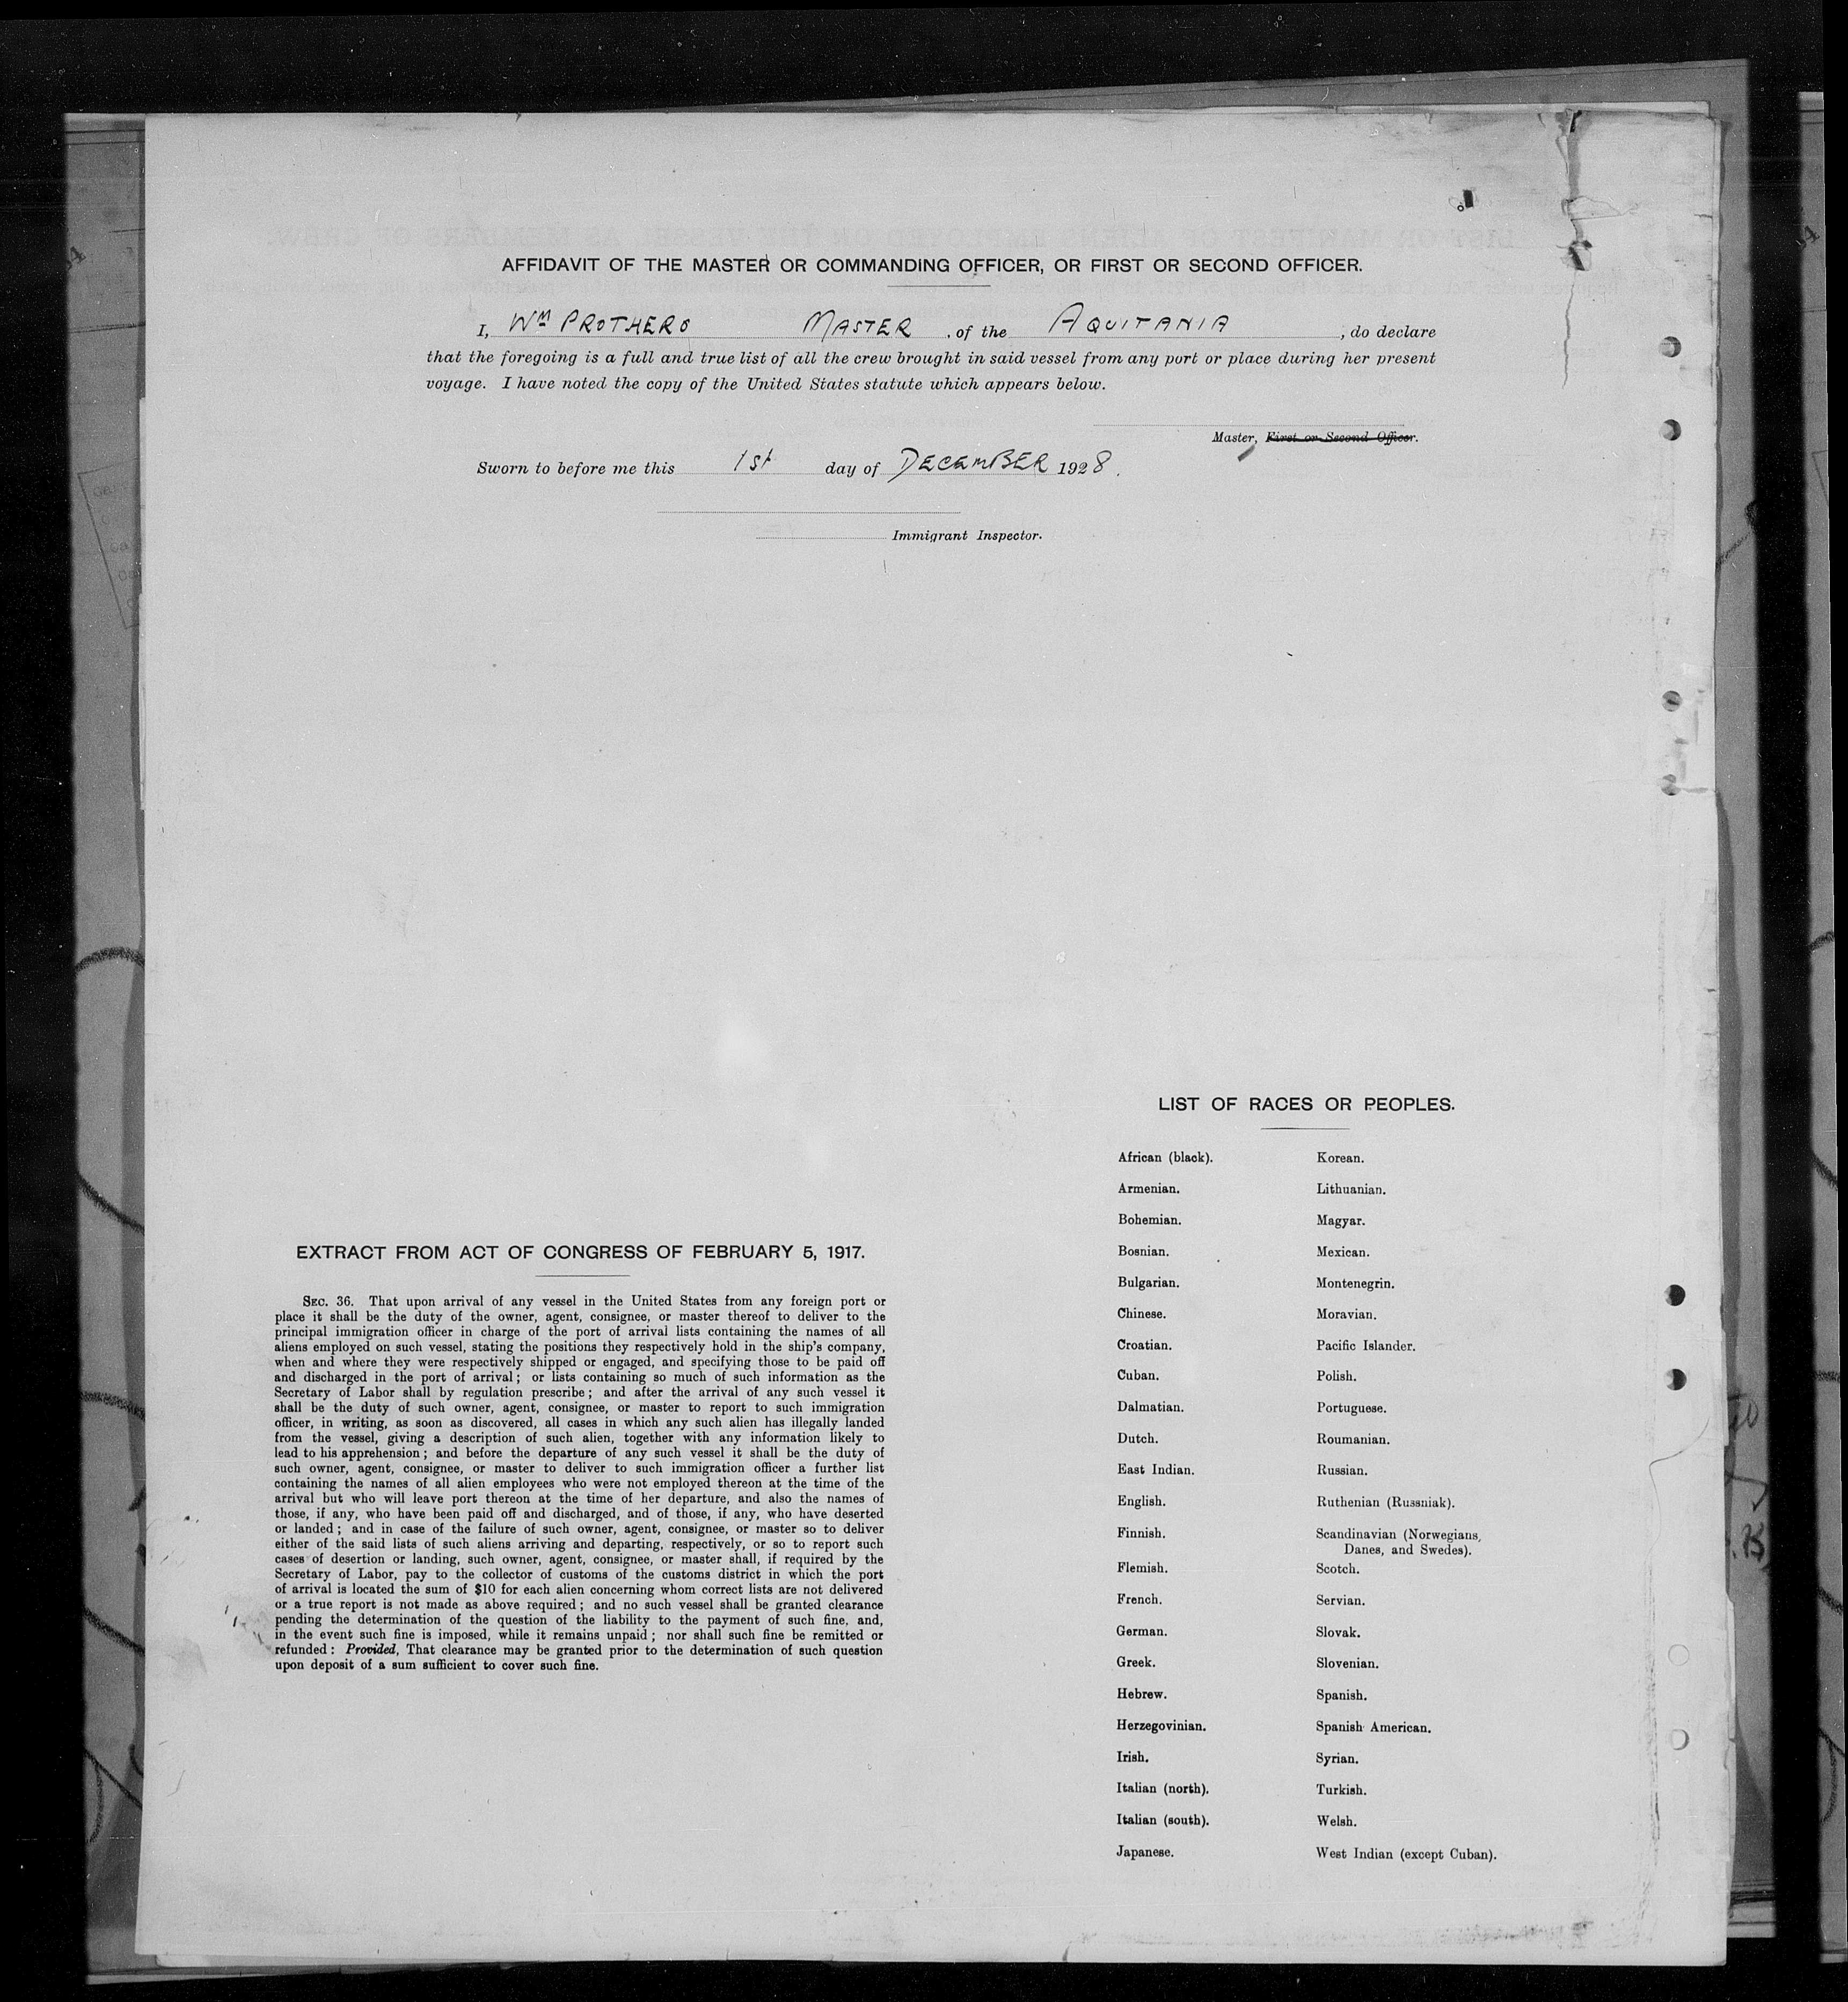 AFFIDAVIT OF THE MASTER OR COMMANDING OFFICER, OR FIRST OR SECOND OFFICER.
I, Wm PROTHERO MASTER, of the AQUITANIA, do declare
that the foregoing is a full and true list of all the crew brought in said vessel from any port or place during her present
voyage. I have noted the copy of the United States statute which appears below.
Master, First or Second Officer.
Sworn to before me this 1st day of DECEMBER 1928.
Immigrant Inspector.
EXTRACT FROM ACT OF CONGRESS OF FEBRUARY 5, 1917.
SEC. 36. That upon arrival of any vessel in the United States from any foreign port or
place it shall be the duty of the owner, agent, consignee, or master thereof to deliver to the
principal immigration officer in charge of the port of arrival lists containing the names of all
aliens employed on such vessel, stating the positions they respectively hold in the ship's company,
when and where they were respectively shipped or engaged, and specifying those to be paid off
and discharged in the port of arrival; or lists containing so much of such information as the
Secretary of Labor shall by regulation prescribe; and after the arrival of any such vessel it
shall be the duty of such owner, agent, consignee, or master to report to such immigration
officer, in writing, as soon as discovered, all cases in which any such alien has illegally landed
from the vessel, giving a description of such alien, together with any information likely to
lead to his apprehension; and before the departure of any such vessel it shall be the duty of
such owner, agent, consignee, or master to deliver to such immigration officer a further list
containing the names of all alien employees who were not employed thereon at the time of the
arrival but who will leave port thereon at the time of her departure, and also the names of
those, if any, who have been paid off and discharged, and of those, if any, who have deserted
or landed; and in case of the failure of such owner, agent, consignee, or master so to deliver
either of the said lists of such aliens arriving and departing, respectively, or so to report such
cases of desertion or landing, such owner, agent, consignee, or master shall, if required by the
Secretary of Labor, pay to the collector of customs of the customs district in which the port
of arrival is located the sum of $10 for each alien concerning whom correct lists are not delivered
or a true report is not made as above required; and no such vessel shall be granted clearance
pending the determination of the question of the liability to the payment of such fine, and,
in the event such fine is imposed, while it remains unpaid; nor shall such fine be remitted or
refunded: Provided, That clearance may be granted prior to the determination of such question
upon deposit of a sum sufficient to cover such fine.
LIST OF RACES OR PEOPLES.
African (black).
Armenian.
Bohemian.
Bosnian.
Bulgarian.
Chinese.
Croatian.
Cuban.
Dalmatian.
Dutch.
East Indian.
English.
Finnish.
Flemish.
French.
German.
Greek.
Hebrew.
Herzegovinian.
Irish.
Italian (north).
Italian (south).
Japanese.
Korean.
Lithuanian.
Magyar.
Mexican.
Montenegrin.
Moravian.
Pacific Islander.
Polish.
Portuguese.
Roumanian.
Russian.
Ruthenian (Russniak).
Scandinavian (Norwegians,
Danes, and Swedes).
Scotch.
Servian.
Slovak.
Slovenian.
Spanish.
Spanish American.
Syrian.
Turkish.
Welsh.
West Indian (except Cuban).